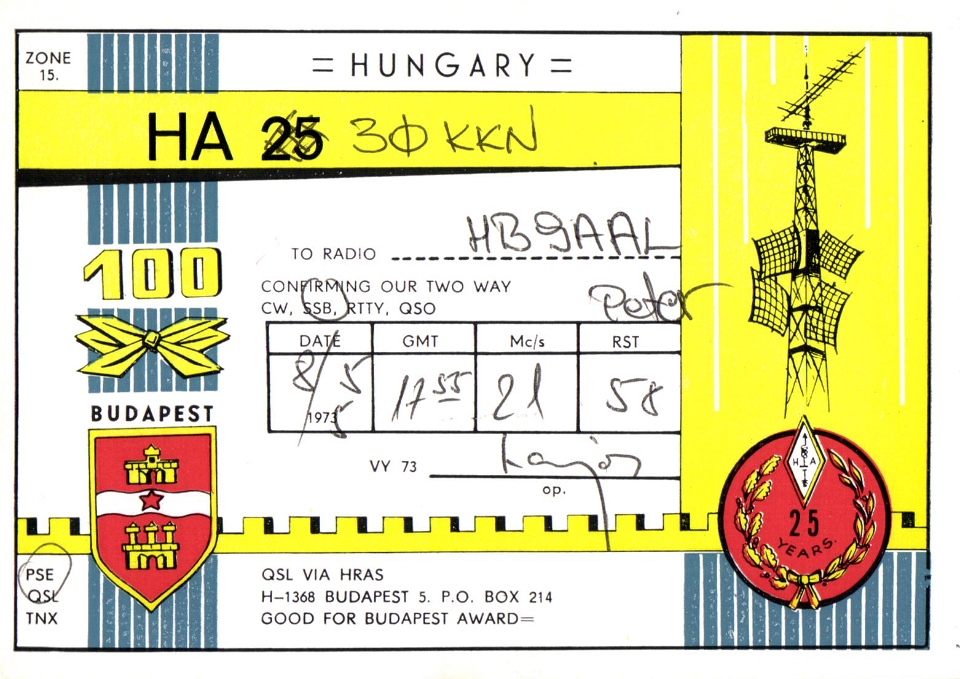 ZONE
15.
= HUNGARY =
HA 25 3ØKKN
100
TO RADIO HB9AAL
CONFIRMING OUR TWO WAY
Peter
CW, SSB, RTTY, QSO
DATE GMT Mc/s RST
8/5 17 55 21 58
1973 5
BUDAPEST
VY 73
op.
H A
25
YEARS.
PSE
QSL
TNX
QSL VIA HRAS
H-1368 BUDAPEST 5. P.O. BOX 214
GOOD FOR BUDAPEST AWARD=